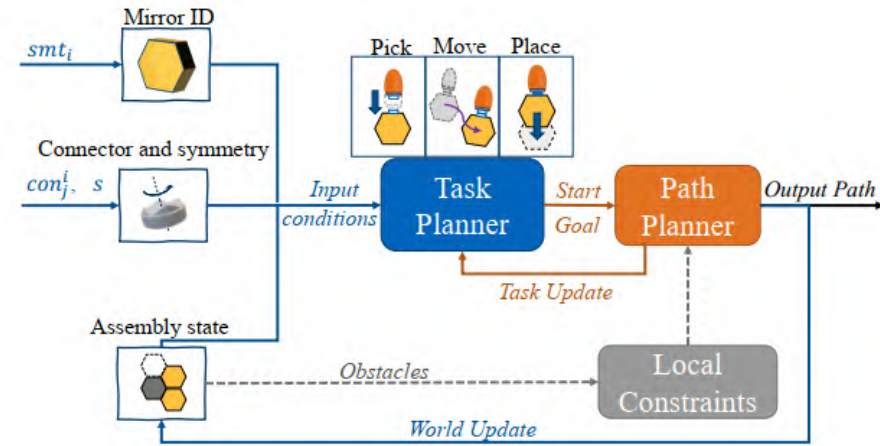 Mirror ID
smt_i
Pick
Move
Place
Connector and symmetry
con_j^i, s
Input
conditions
Task
Planner
Start
Goal
Path
Planner
Output Path
Task Update
Assembly state
Obstacles
Local
Constraints
World Update